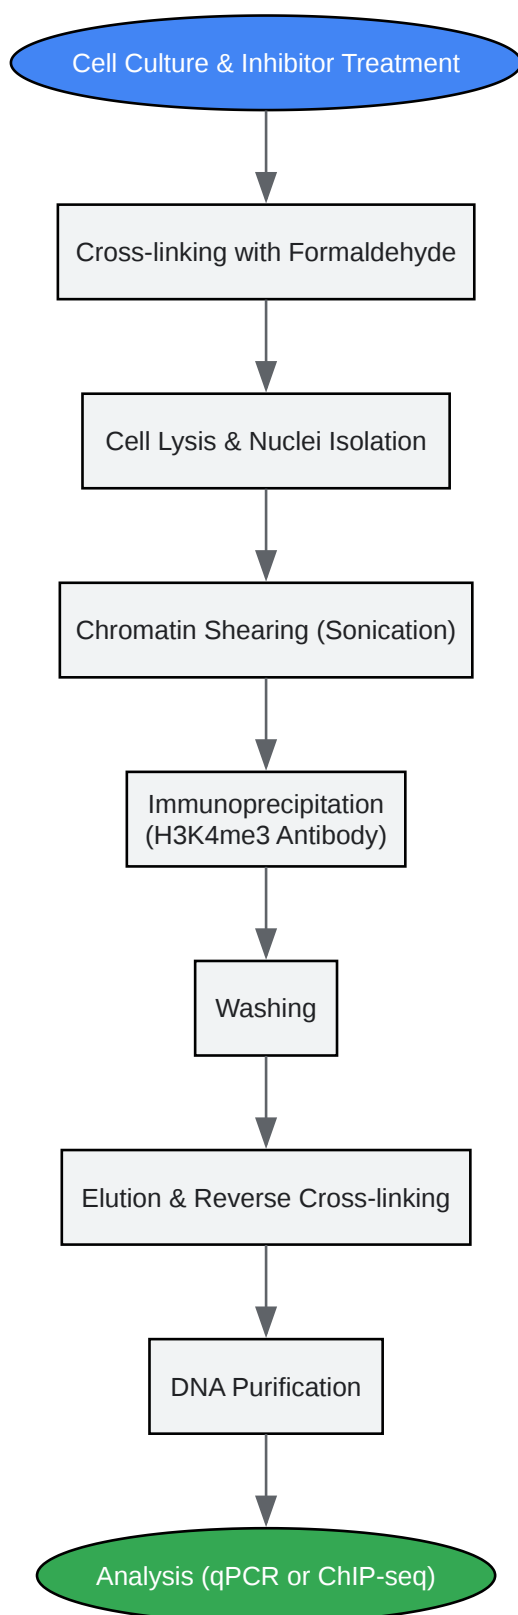 Cell Culture & Inhibitor Treatment
Cross-linking with Formaldehyde
Cell Lysis & Nuclei Isolation
Chromatin Shearing (Sonication)
Immunoprecipitation
(H3K4me3 Antibody)
Washing
Elution & Reverse Cross-linking
DNA Purification
Analysis (qPCR or ChIP-seq)